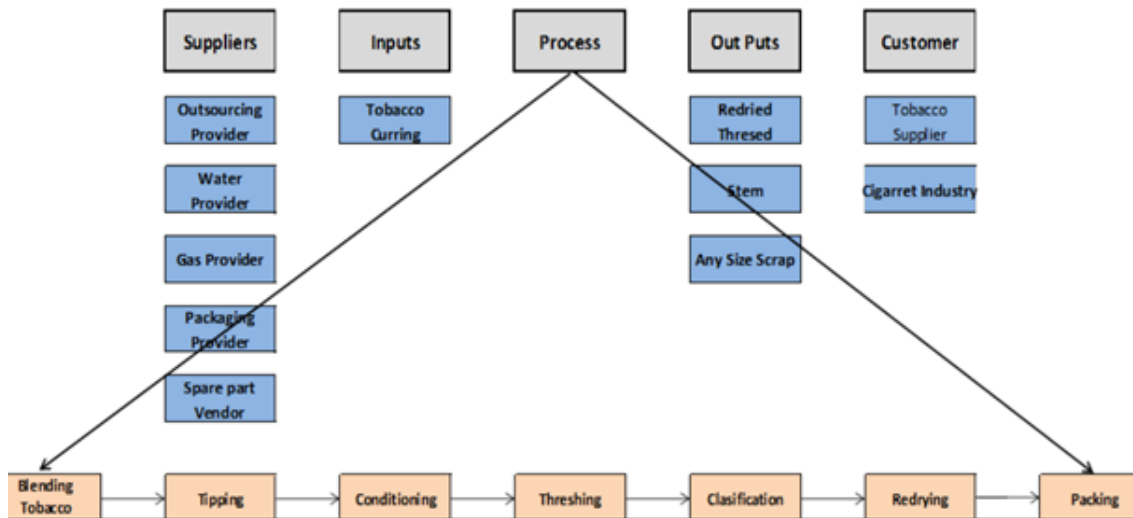 Suppliers
Inputs
Process
Out Puts
Customer
Outsourcing
Provider
Tobacco
Curring
Redried
Thresed
Tobacco
Supplier
Water
Provider
Stem
Cigarret Industry
Gas Provider
Any Size Scrap
Packaging
Provider
Spare part
Vendor
Blending
Tobacco
Tipping
Conditioning
Threshing
Clasification
Redrying
Packing